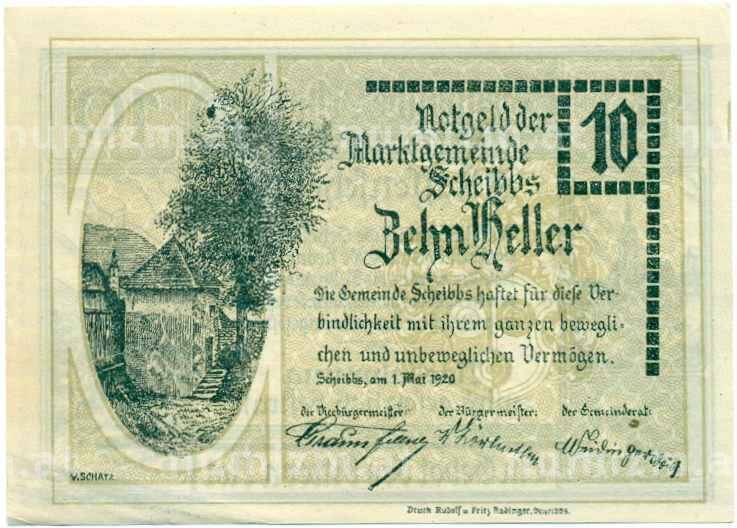 Notgeld der
Marktgemeinde
Scheibbs
10
Zehn Heller
Die Gemeinde Scheibbs haftet für diese Ver-
bindlichkeit mit ihrem ganzen bewegli-
chen und unbeweglichen Vermögen.
Scheibbs, am 1. Mai 1920
der Vicebürgermeister: der Bürgermeister: der Gemeinderat:
V. SCHATZ
Druck Rudolf u. Fritz Radinger, Scheibbs.